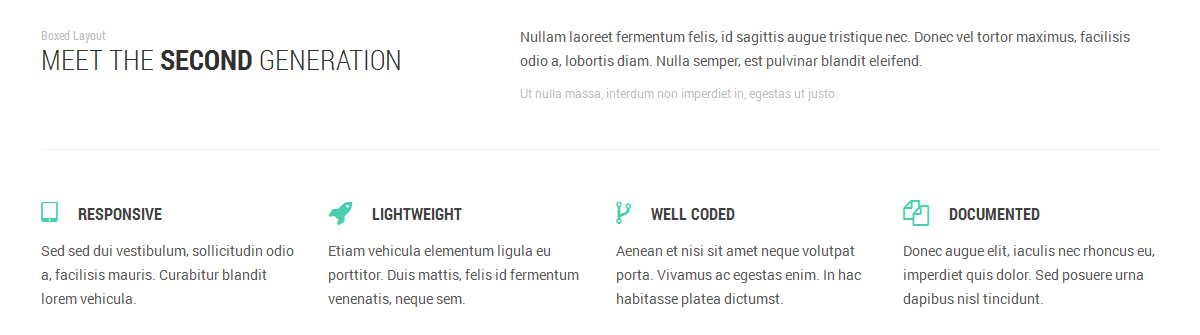 Boxed Layout
MEET THE SECOND GENERATION
Nullam laoreet fermentum felis, id sagittis augue tristique nec. Donec vel tortor maximus, facilisis
odio a, lobortis diam. Nulla semper, est pulvinar blandit eleifend.
Ut nulla massa, interdum non imperdiet in, egestas ut justo.
RESPONSIVE
Sed sed dui vestibulum, sollicitudin odio
a, facilisis mauris. Curabitur blandit
lorem vehicula.
LIGHTWEIGHT
Etiam vehicula elementum ligula eu
porttitor. Duis mattis, felis id fermentum
venenatis, neque sem.
WELL CODED
Aenean et nisi sit amet neque volutpat
porta. Vivamus ac egestas enim. In hac
habitasse platea dictumst.
DOCUMENTED
Donec augue elit, iaculis nec rhoncus eu,
imperdiet quis dolor. Sed posuere urna
dapibus nisl tincidunt.